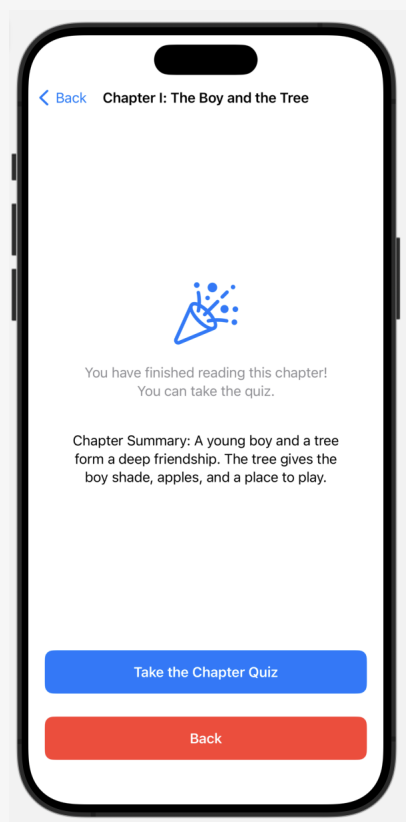 Back
Chapter I: The Boy and the Tree
You have finished reading this chapter!
You can take the quiz.
Chapter Summary: A young boy and a tree
form a deep friendship. The tree gives the
boy shade, apples, and a place to play.
Take the Chapter Quiz
Back